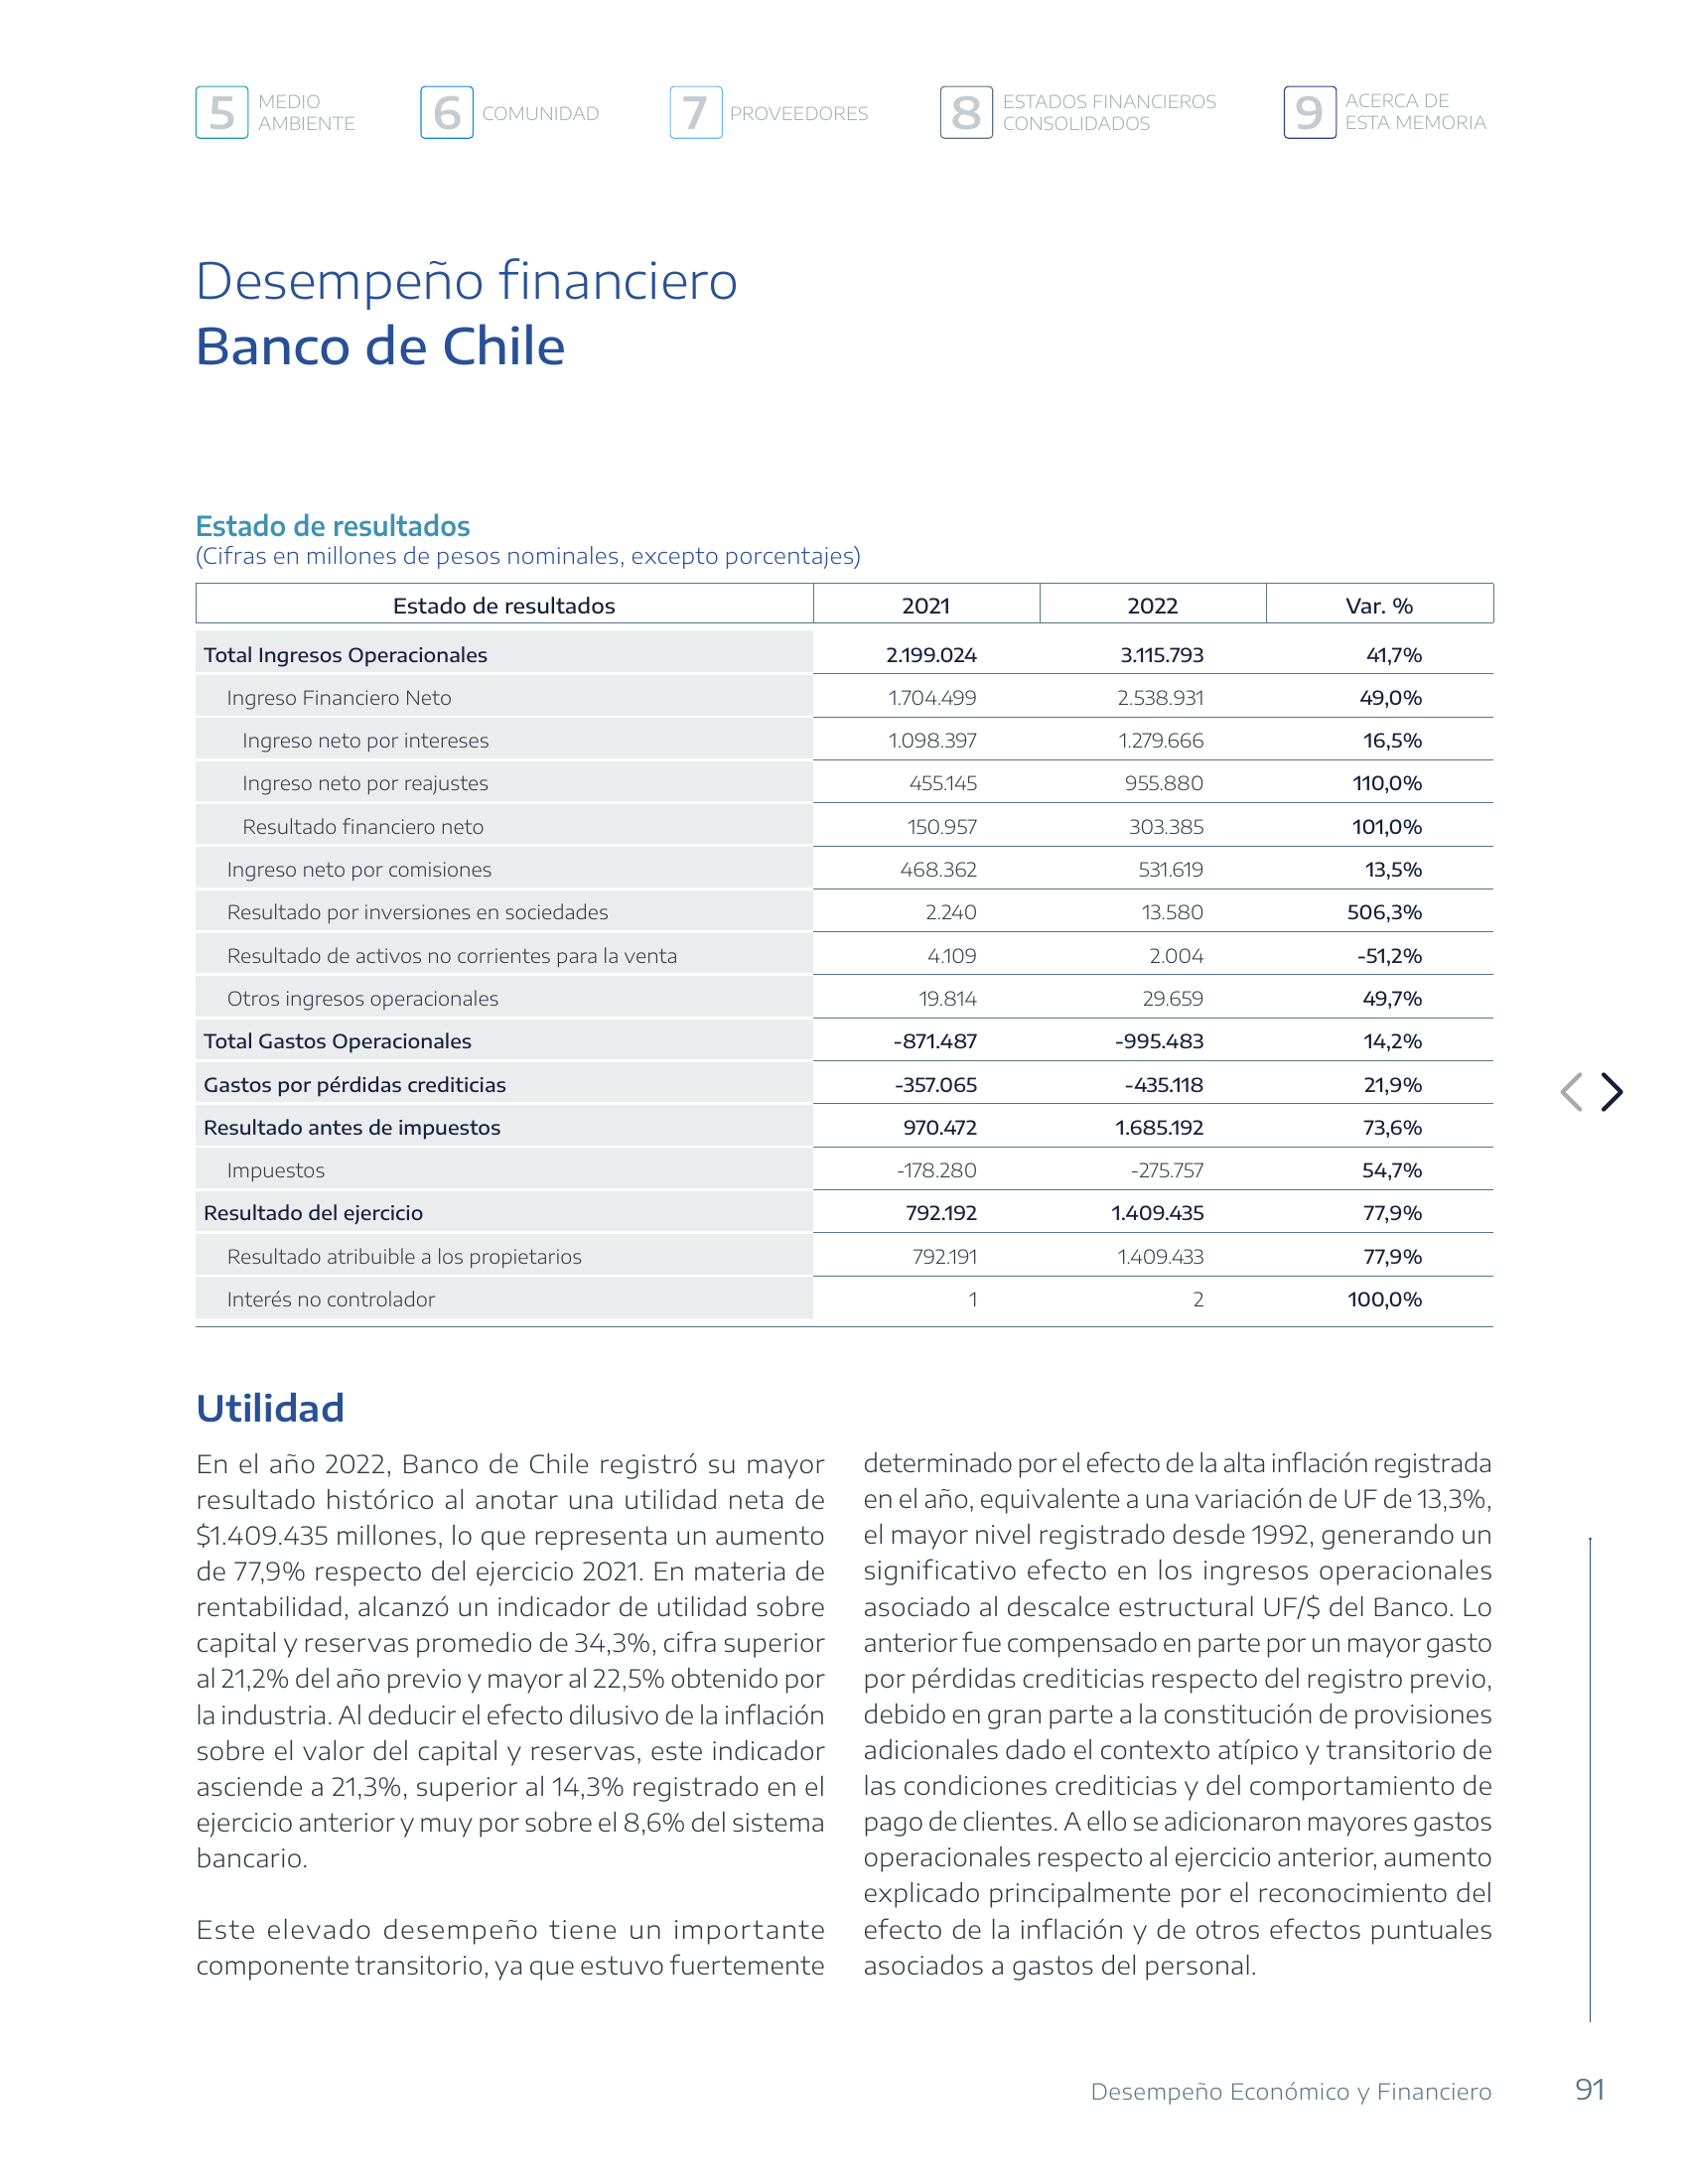 5 MEDIO AMBIENTE
6 COMUNIDAD
7 PROVEEDORES
8 ESTADOS FINANCIEROS CONSOLIDADOS
9 ACERCA DE ESTA MEMORIA
Desempeño financiero
Banco de Chile
Estado de resultados
(Cifras en millones de pesos nominales, excepto porcentajes)
Estado de resultados 2021 2022 Var. %
Total Ingresos Operacionales 2.199.024 3.115.793 41,7%
Ingreso Financiero Neto 1.704.499 2.538.931 49,0%
Ingreso neto por intereses 1.098.397 1.279.666 16,5%
Ingreso neto por reajustes 455.145 955.880 110,0%
Resultado financiero neto 150.957 303.385 101,0%
Ingreso neto por comisiones 468.362 531.619 13,5%
Resultado por inversiones en sociedades 2.240 13.580 506,3%
Resultado de activos no corrientes para la venta 4.109 2.004 -51,2%
Otros ingresos operacionales 19.814 29.659 49,7%
Total Gastos Operacionales -871.487 -995.483 14,2%
Gastos por pérdidas crediticias -357.065 -435.118 21,9%
Resultado antes de impuestos 970.472 1.685.192 73,6%
Impuestos -178.280 -275.757 54,7%
Resultado del ejercicio 792.192 1.409.435 77,9%
Resultado atribuible a los propietarios 792.191 1.409.433 77,9%
Interés no controlador 1 2 100,0%
Utilidad
En el año 2022, Banco de Chile registró su mayor
resultado histórico al anotar una utilidad neta de
$1.409.435 millones, lo que representa un aumento
de 77,9% respecto del ejercicio 2021. En materia de
rentabilidad, alcanzó un indicador de utilidad sobre
capital y reservas promedio de 34,3%, cifra superior
al 21,2% del año previo y mayor al 22,5% obtenido por
la industria. Al deducir el efecto dilusivo de la inflación
sobre el valor del capital y reservas, este indicador
asciende a 21,3%, superior al 14,3% registrado en el
ejercicio anterior y muy por sobre el 8,6% del sistema
bancario.
Este elevado desempeño tiene un importante
componente transitorio, ya que estuvo fuertemente
determinado por el efecto de la alta inflación registrada
en el año, equivalente a una variación de UF de 13,3%,
el mayor nivel registrado desde 1992, generando un
significativo efecto en los ingresos operacionales
asociado al descalce estructural UF/$ del Banco. Lo
anterior fue compensado en parte por un mayor gasto
por pérdidas crediticias respecto del registro previo,
debido en gran parte a la constitución de provisiones
adicionales dado el contexto atípico y transitorio de
las condiciones crediticias y del comportamiento de
pago de clientes. A ello se adicionaron mayores gastos
operacionales respecto al ejercicio anterior, aumento
explicado principalmente por el reconocimiento del
efecto de la inflación y de otros efectos puntuales
asociados a gastos del personal.
Desempeño Económico y Financiero 91